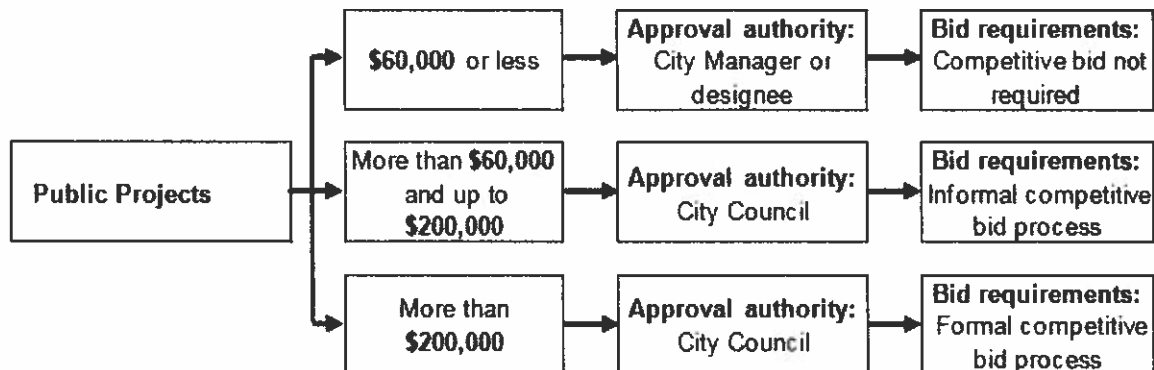 Public Projects
$60,000 or less
Approval authority:
City Manager or
designee
Bid requirements:
Competitive bid not
required
More than $60,000
and up to
$200,000
Approval authority:
City Council
Bid requirements:
Informal competitive
bid process
More than
$200,000
Approval authority:
City Council
Bid requirements:
Formal competitive
bid process